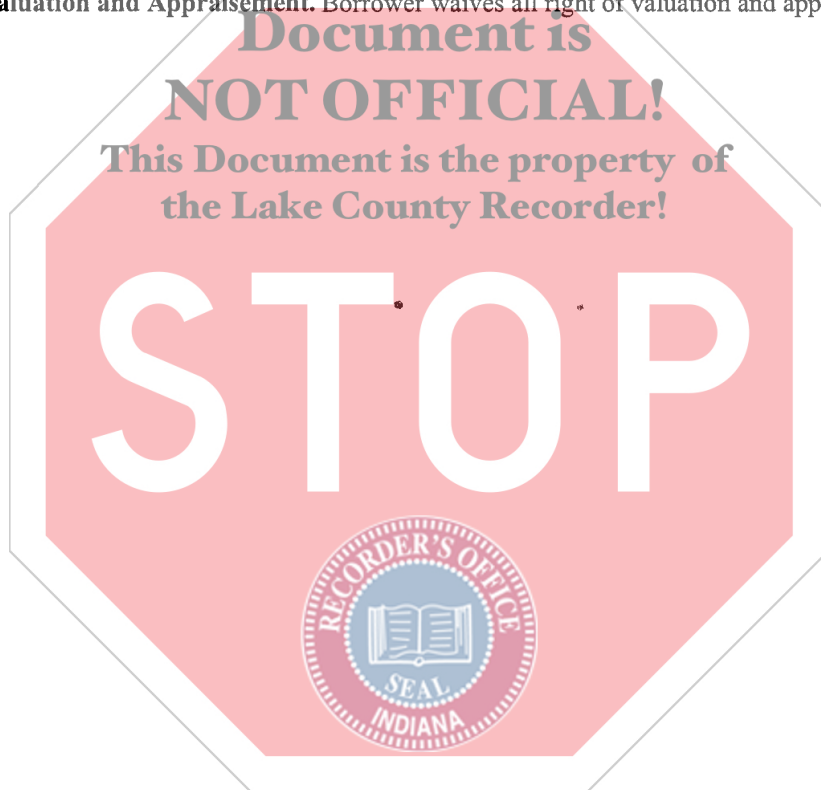 aluation and Appraisement. Borrower waives all right of valuation and app
Document is
NOT OFFICIAL!
This Document is the property of
the Lake County Recorder!
STOP
RECORDER'S OFFICE
SEAL
INDIANA